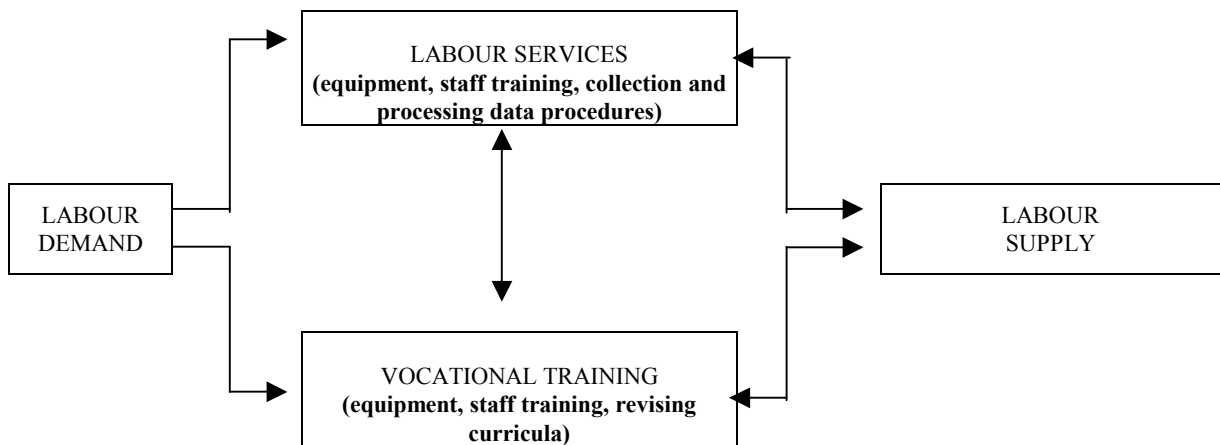 LABOUR SERVICES
(equipment, staff training, collection and
processing data procedures)
LABOUR
DEMAND
LABOUR
SUPPLY
VOCATIONAL TRAINING
(equipment, staff training, revising
curricula)